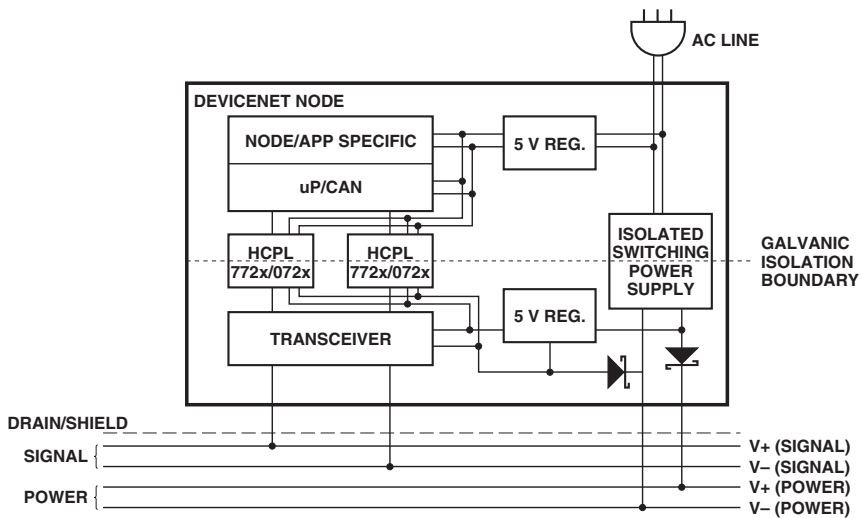 AC LINE
DEVICENET NODE
NODE/APP SPECIFIC
5 V REG.
uP/CAN
HCPL
772x/072x
HCPL
772x/072x
ISOLATED
SWITCHING
POWER
SUPPLY
GALVANIC
ISOLATION
BOUNDARY
5 V REG.
TRANSCEIVER
DRAIN/SHIELD
SIGNAL
POWER
V+ (SIGNAL)
V– (SIGNAL)
V+ (POWER)
V– (POWER)